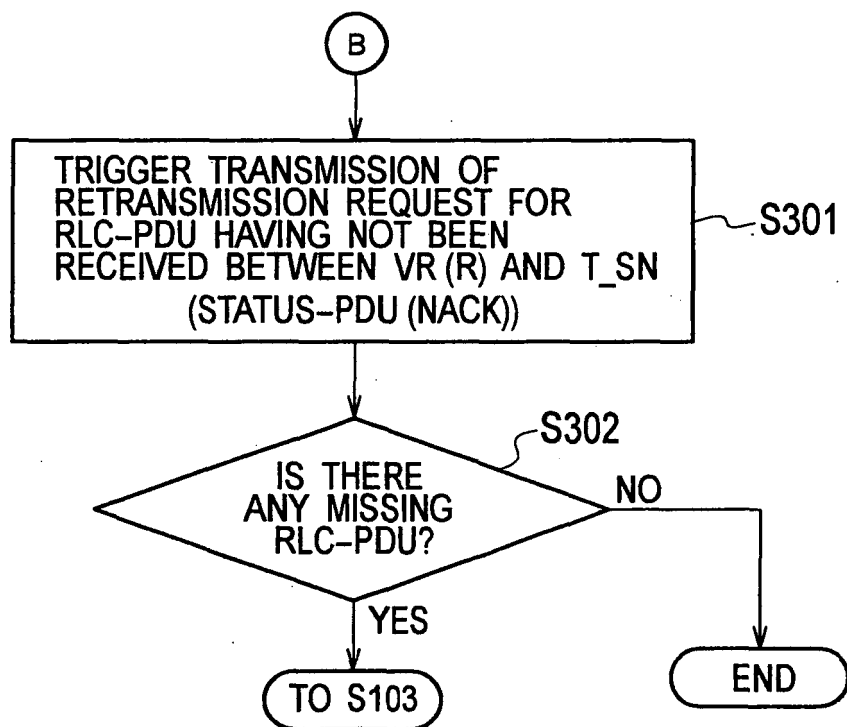 B
TRIGGER TRANSMISSION OF
RETRANSMISSION REQUEST FOR
RLC-PDU HAVING NOT BEEN
RECEIVED BETWEEN VR (R) AND T_SN
(STATUS-PDU (NACK))
S301
S302
IS THERE
ANY MISSING
RLC-PDU?
NO
YES
TO S103
END